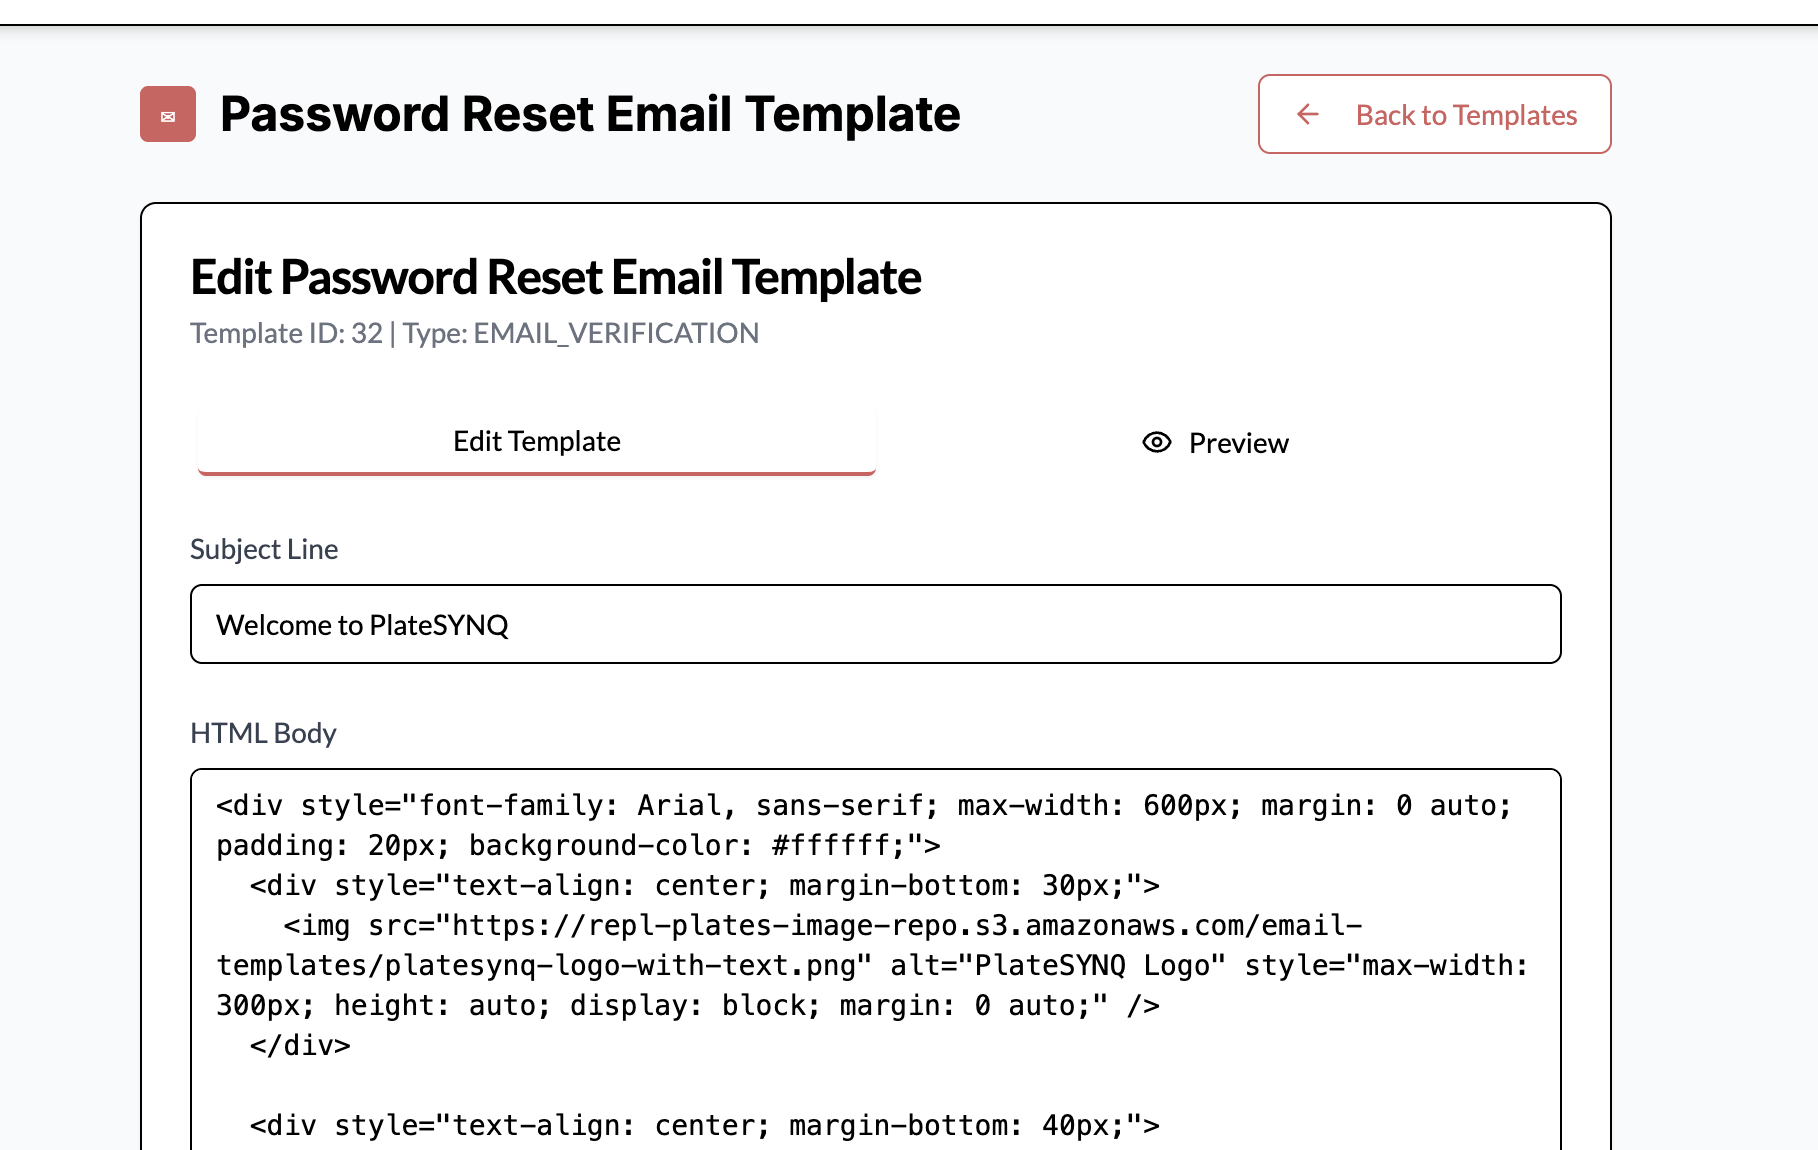 Password Reset Email Template
Back to Templates
Edit Password Reset Email Template
Template ID: 32 | Type: EMAIL_VERIFICATION
Edit Template
Preview
Subject Line
Welcome to PlateSYNQ
HTML Body
<div style="font-family: Arial, sans-serif; max-width: 600px; margin: 0 auto;
padding: 20px; background-color: #ffffff;">
  <div style="text-align: center; margin-bottom: 30px;">
    <img src="https://repl-plates-image-repo.s3.amazonaws.com/email-
templates/platesynq-logo-with-text.png" alt="PlateSYNQ Logo" style="max-width:
300px; height: auto; display: block; margin: 0 auto;" />
  </div>
  <div style="text-align: center; margin-bottom: 40px;">